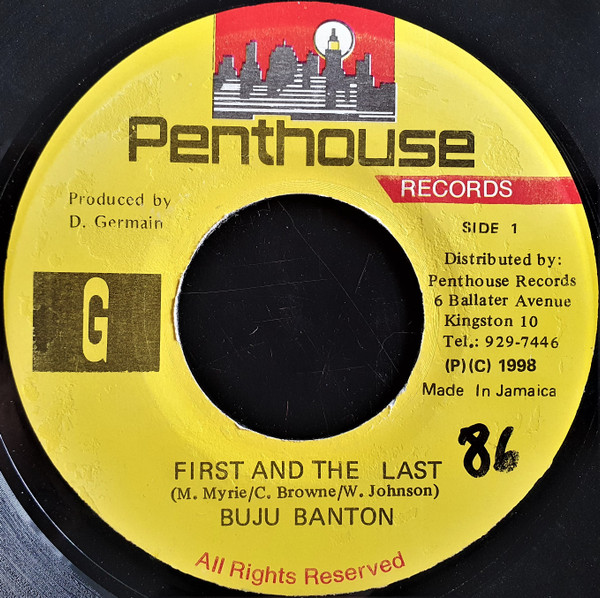 Penthouse
RECORDS
Produced by
D. Germain
SIDE 1
G
Distributed by:
Penthouse Records
6 Ballater Avenue
Kingston 10
Tel.: 929-7446
(P)(C) 1998
Made In Jamaica
86
FIRST AND THE LAST
(M. Myrie/C. Browne/W. Johnson)
BUJU BANTON
All Rights Reserved